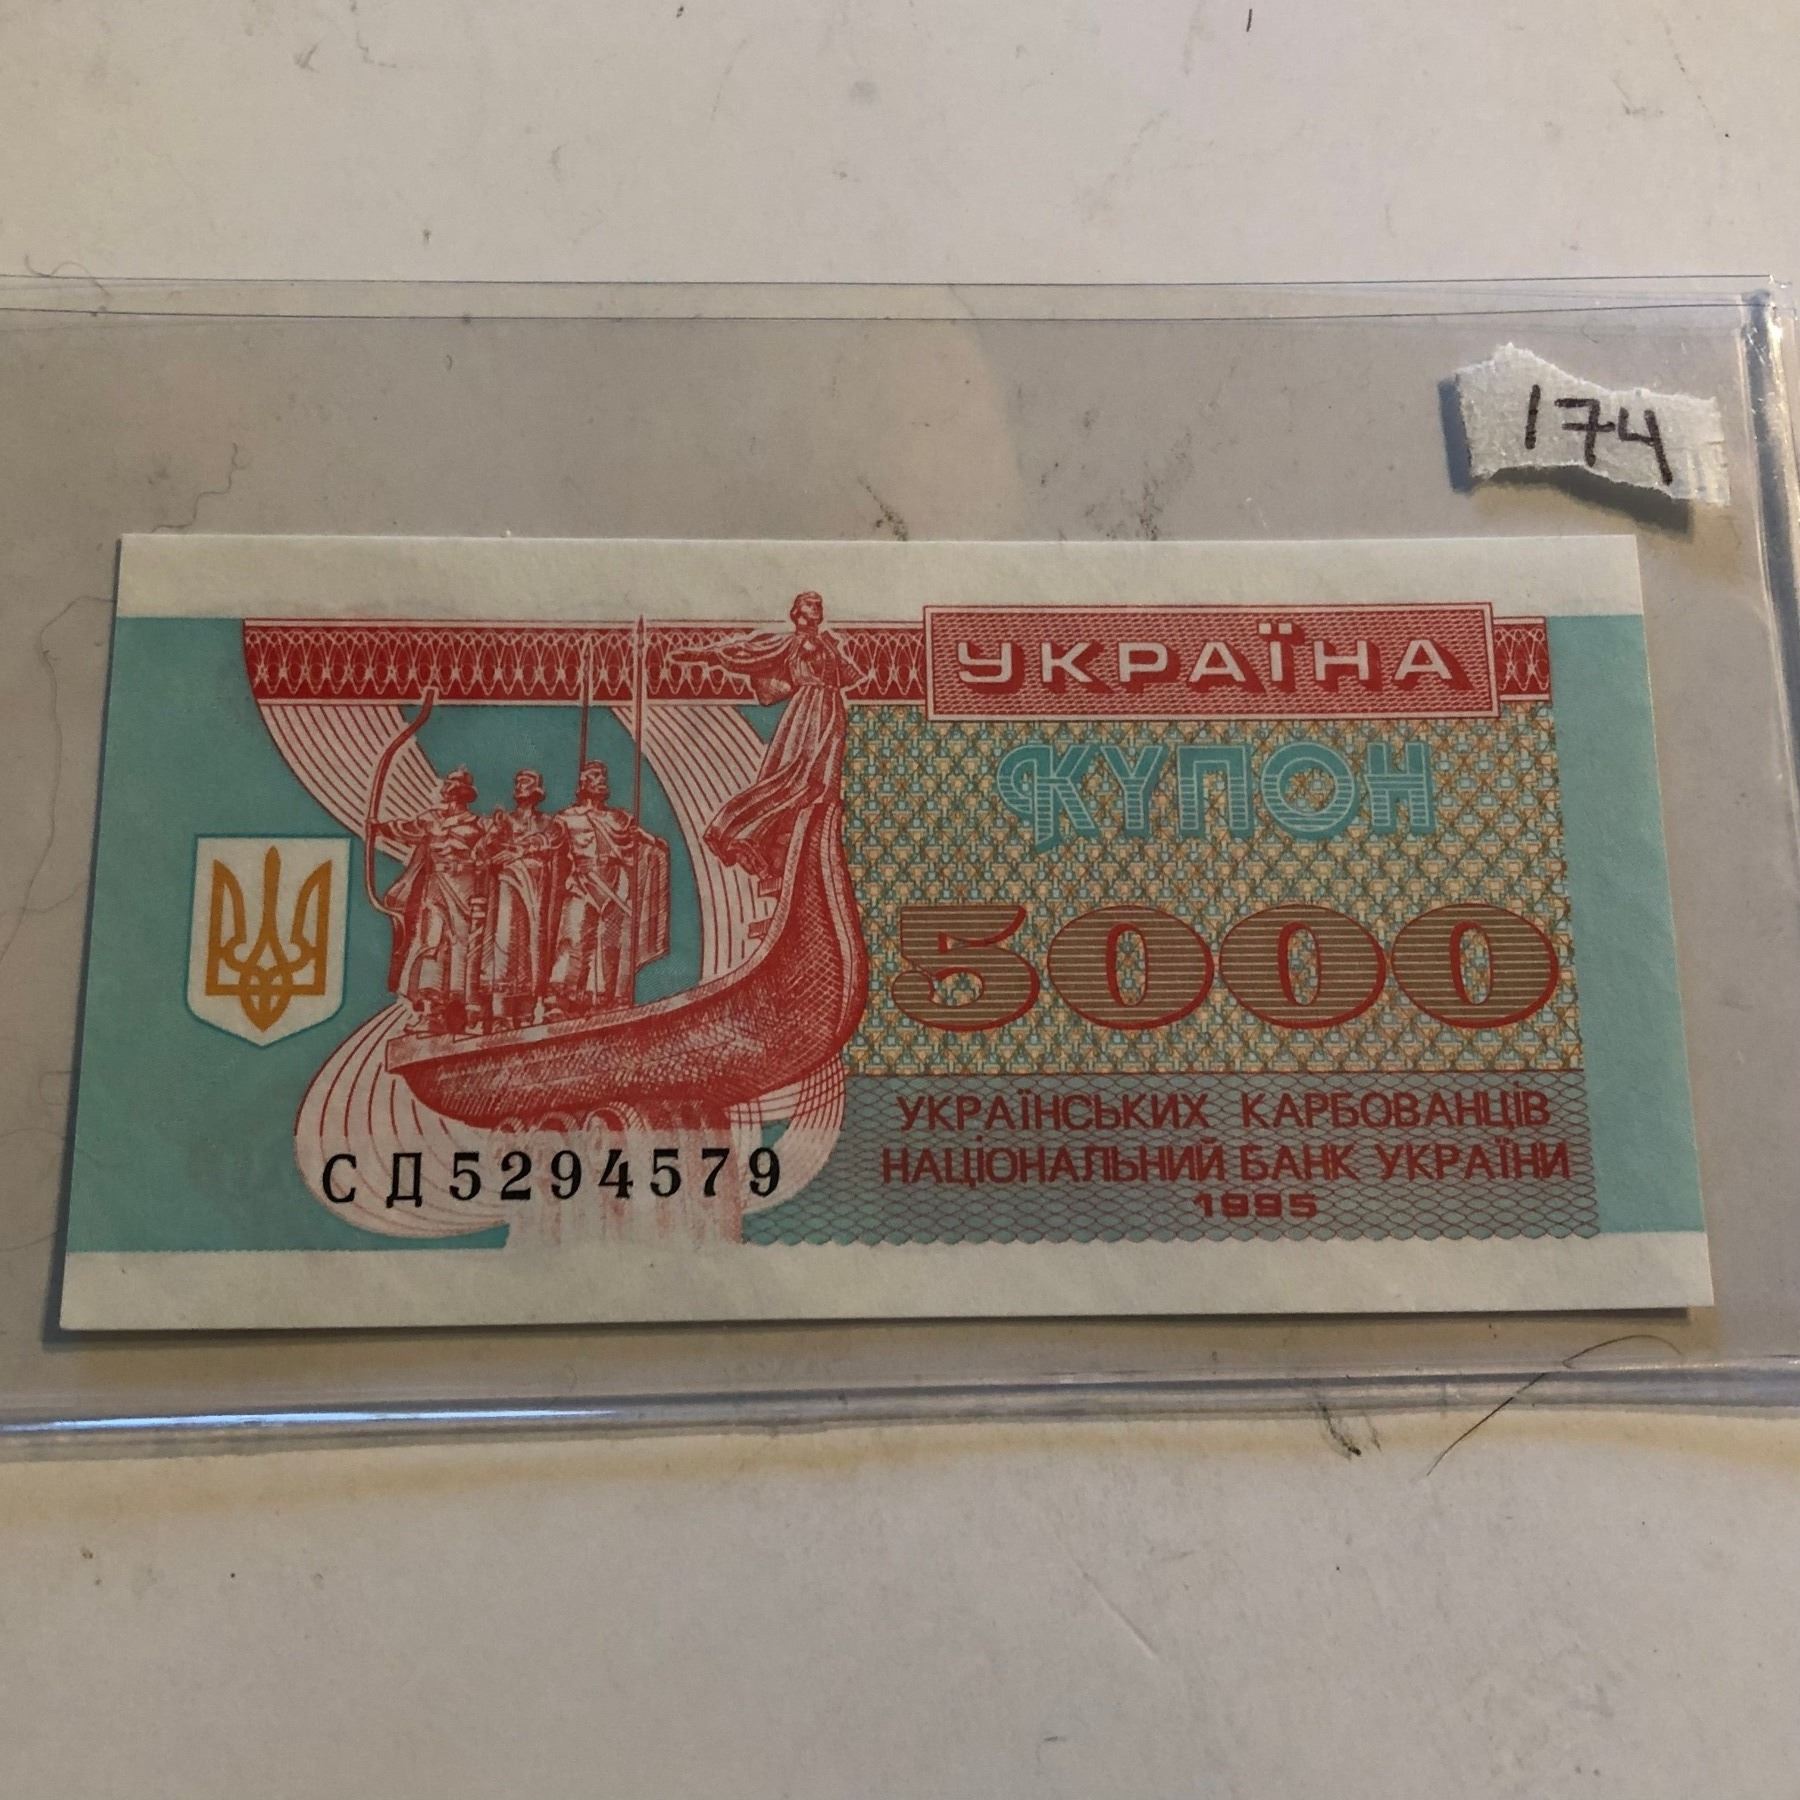 174
УКРАЇНА
КУПОН
5000
УКРАЇНСЬКИХ КАРБОВАНЦІВ
НАЦІОНАЛЬНИЙ БАНК УКРАЇНИ
1995
СД5294579